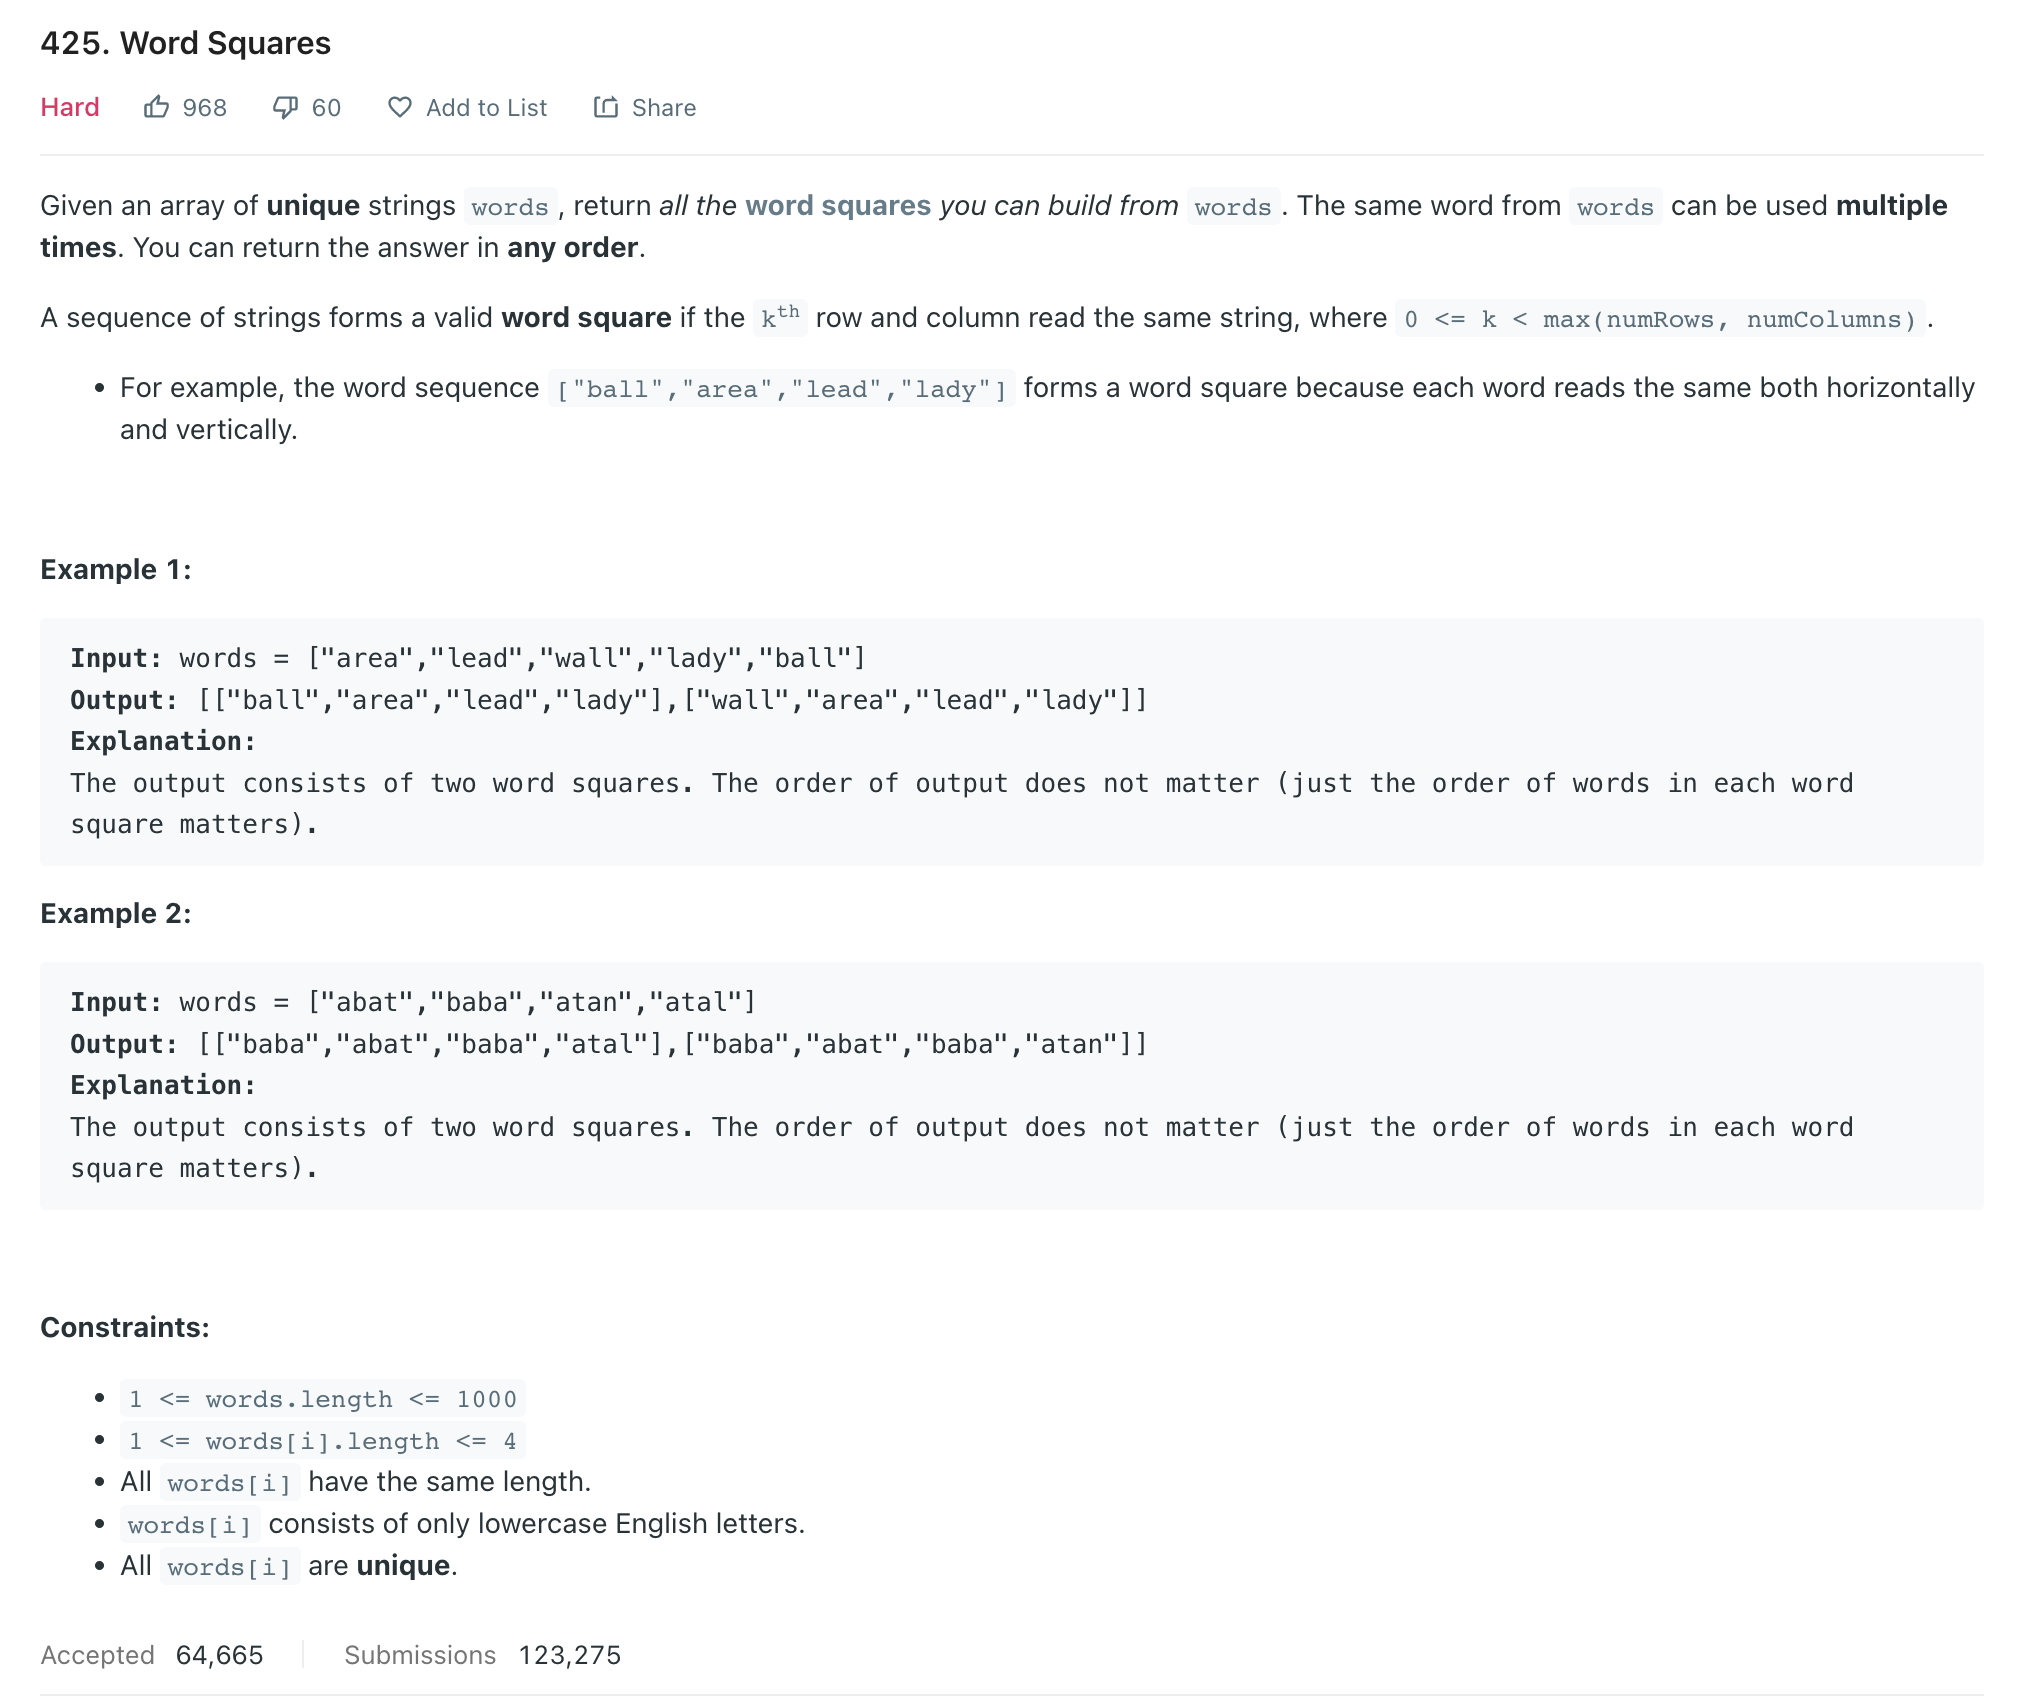 425. Word Squares
Hard 968 60 Add to List Share
Given an array of unique strings words , return all the word squares you can build from words . The same word from words can be used multiple
times. You can return the answer in any order.
A sequence of strings forms a valid word square if the kth row and column read the same string, where 0 <= k < max(numRows, numColumns) .
• For example, the word sequence ["ball","area","lead","lady"] forms a word square because each word reads the same both horizontally
and vertically.
Example 1:
Input: words = ["area","lead","wall","lady","ball"]
Output: [["ball","area","lead","lady"],["wall","area","lead","lady"]]
Explanation:
The output consists of two word squares. The order of output does not matter (just the order of words in each word
square matters).
Example 2:
Input: words = ["abat","baba","atan","atal"]
Output: [["baba","abat","baba","atal"],["baba","abat","baba","atan"]]
Explanation:
The output consists of two word squares. The order of output does not matter (just the order of words in each word
square matters).
Constraints:
• 1 <= words.length <= 1000
• 1 <= words[i].length <= 4
• All words[i] have the same length.
• words[i] consists of only lowercase English letters.
• All words[i] are unique.
Accepted 64,665 Submissions 123,275